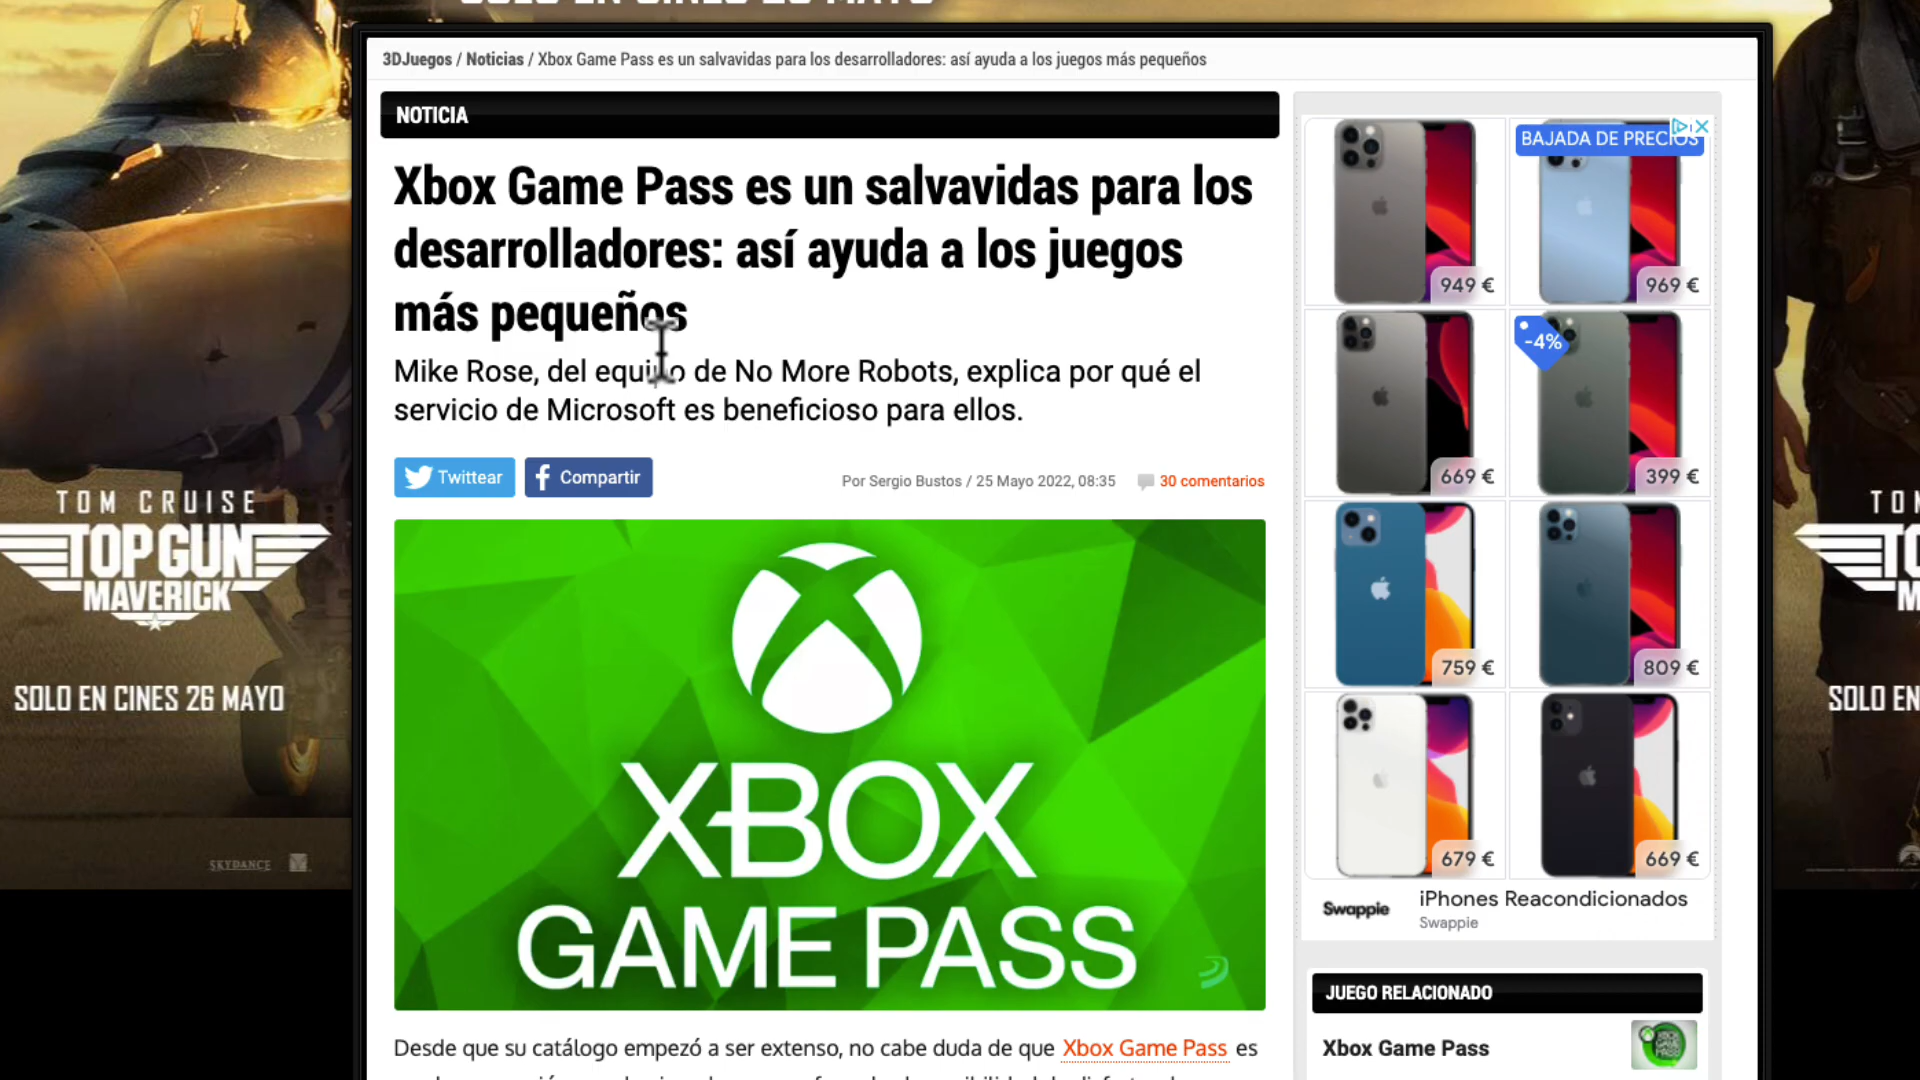 3DJuegos / Noticias / Xbox Game Pass es un salvavidas para los desarrolladores: así ayuda a los juegos más pequeños
NOTICIA
Xbox Game Pass es un salvavidas para los
desarrolladores: así ayuda a los juegos
más pequeños
Mike Rose, del equipo de No More Robots, explica por qué el
servicio de Microsoft es beneficioso para ellos.
Twittear
Compartir
Por Sergio Bustos / 25 Mayo 2022, 08:35
30 comentarios
XBOX
GAME PASS
Desde que su catálogo empezó a ser extenso, no cabe duda de que Xbox Game Pass es
BAJADA DE PRECIOS
949 €
969 €
-4%
669 €
399 €
759 €
809 €
679 €
669 €
Swappie
iPhones Reacondicionados
Swappie
JUEGO RELACIONADO
Xbox Game Pass
TOM CRUISE
TOPGUN
MAVERICK
SOLO EN CINES 26 MAYO
SKYDANCE
SOLO EN